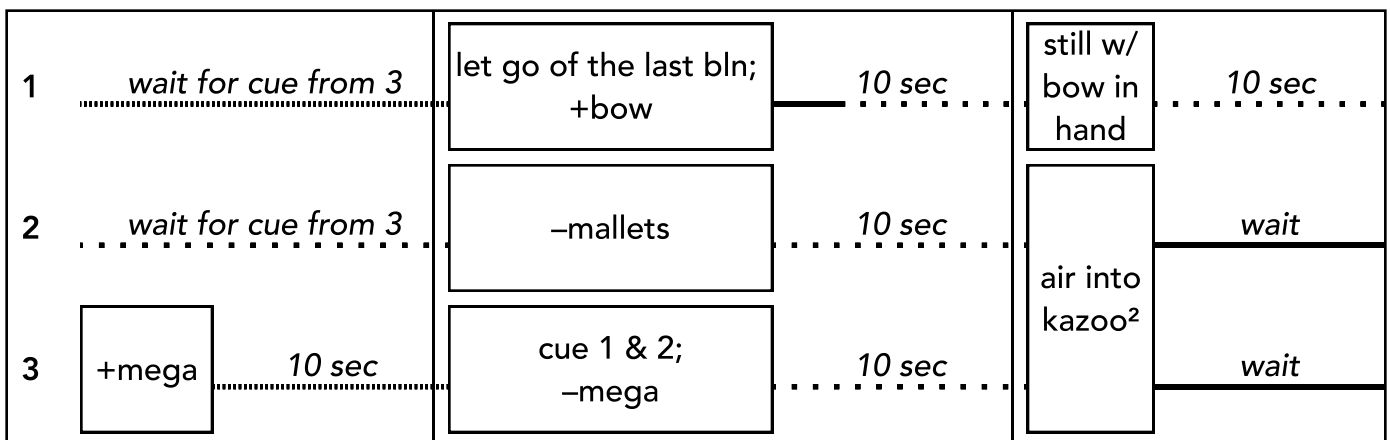 1
wait for cue from 3
let go of the last bln;
+bow
10 sec
still w/
bow in
hand
10 sec
2
wait for cue from 3
–mallets
10 sec
air into
kazoo²
wait
3
+mega
10 sec
cue 1 & 2;
–mega
10 sec
wait